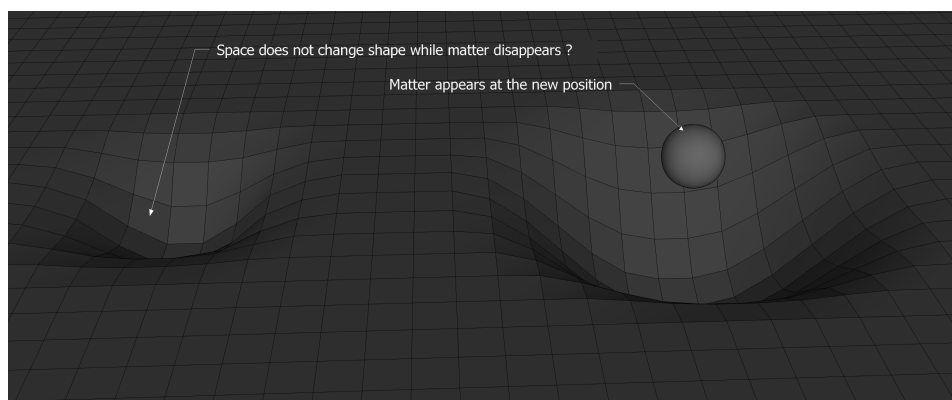 Space does not change shape while matter disappears ?
Matter appears at the new position